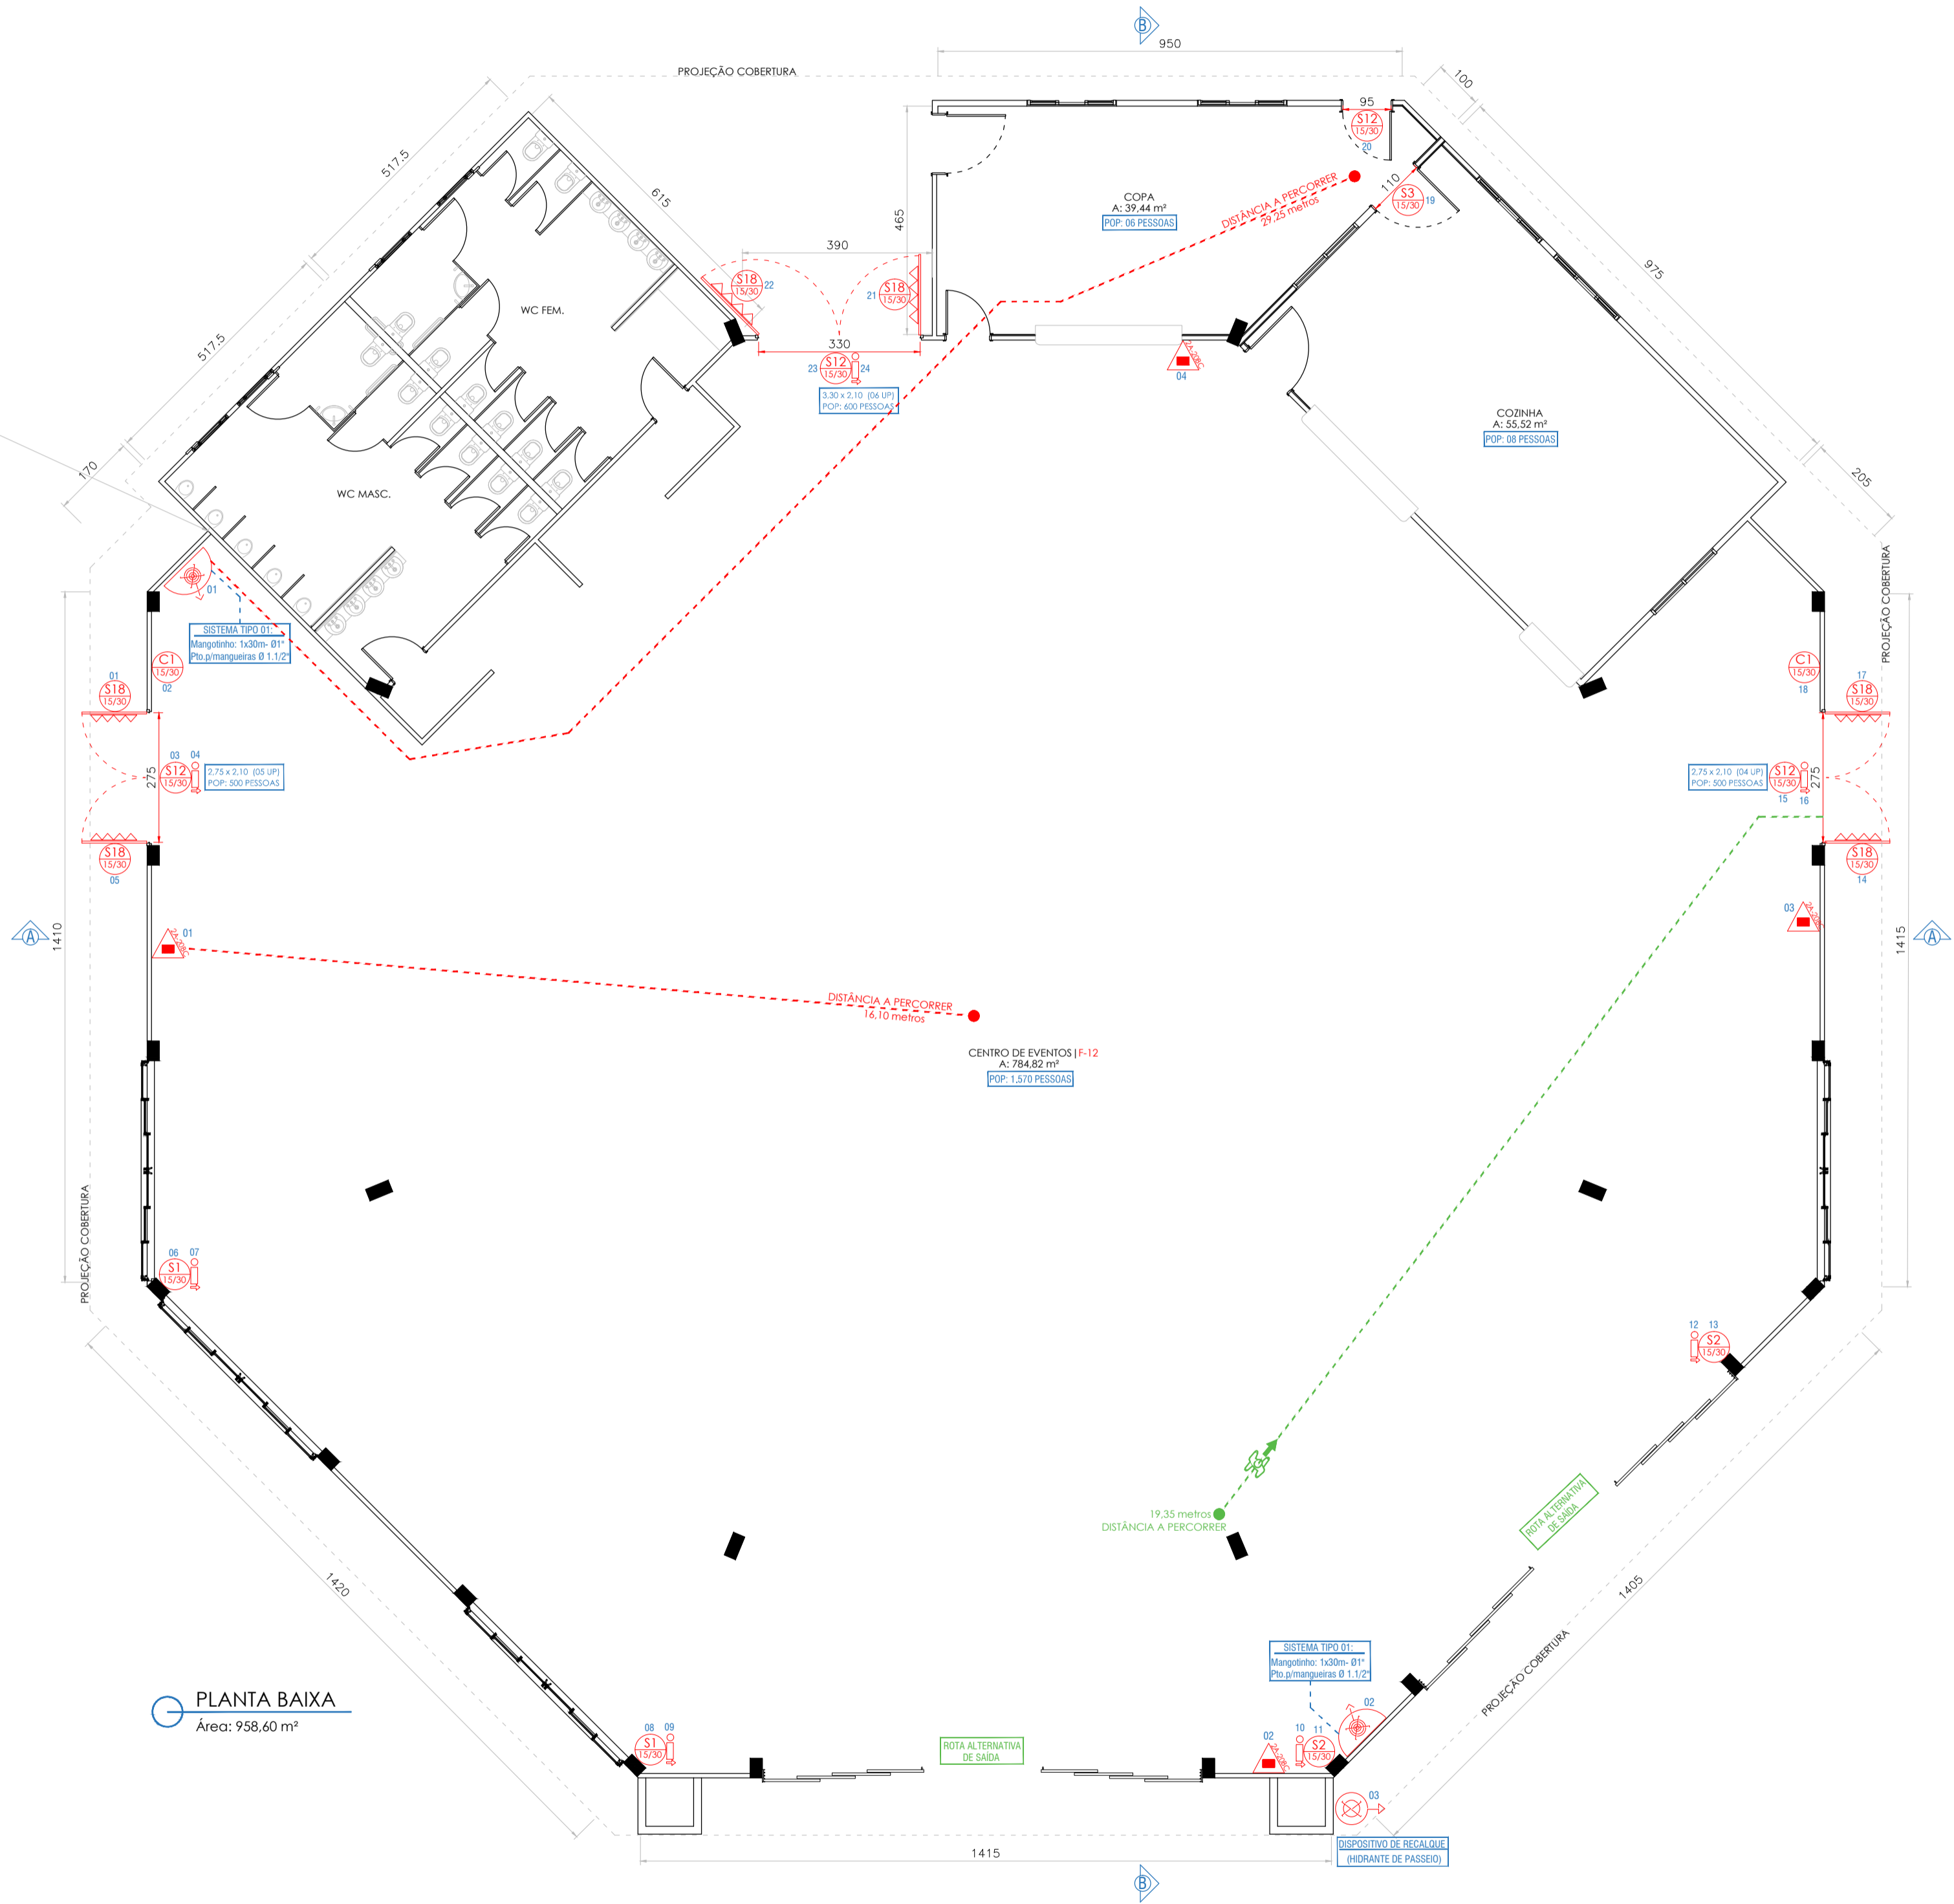 B
950
PROJEÇÃO COBERTURA
100
95
S12
15/30
20
517.5
615
COPA
A: 39,44 m²
POP: 06 PESSOAS
DISTÂNCIA A PERCORRER
29,25 metros
110
S3
15/30
19
465
390
S18
15/30
22
21
S18
15/30
975
WC FEM.
517.5
330
23
S12
15/30
24
3,30 x 2,10 (06 UP)
POP: 600 PESSOAS
2A-20BC
04
COZINHA
A: 55,52 m²
POP: 08 PESSOAS
170
WC MASC.
205
01
SISTEMA TIPO 01:
Mangotinho: 1x30m- Ø1"
Pto.p/mangueiras Ø 1.1/2"
PROJEÇÃO COBERTURA
C1
15/30
02
01
S18
15/30
C1
15/30
18
17
S18
15/30
03 04
S12
15/30
275
2,75 x 2,10 (05 UP)
POP: 500 PESSOAS
2,75 x 2,10 (04 UP)
POP: 500 PESSOAS
S12
15/30
15 16
275
S18
15/30
05
S18
15/30
14
A
1410
2A-20BC
01
03
2A-20BC
1415
A
DISTÂNCIA A PERCORRER
16,10 metros
CENTRO DE EVENTOS|F-12
A: 784,82 m²
POP: 1,570 PESSOAS
PROJEÇÃO COBERTURA
06 07
S1
15/30
12 13
S2
15/30
19,35 metros
DISTÂNCIA A PERCORRER
ROTA ALTERNATIVA
DE SAÍDA
1420
1405
SISTEMA TIPO 01:
Mangotinho: 1x30m- Ø1"
Pto.p/mangueiras Ø 1.1/2"
PROJEÇÃO COBERTURA
PLANTA BAIXA
Área: 958,60 m²
08 09
S1
15/30
ROTA ALTERNATIVA
DE SAÍDA
02
2A-20BC
10 11
S2
15/30
02
03
DISPOSITIVO DE RECALQUE
(HIDRANTE DE PASSEIO)
1415
B